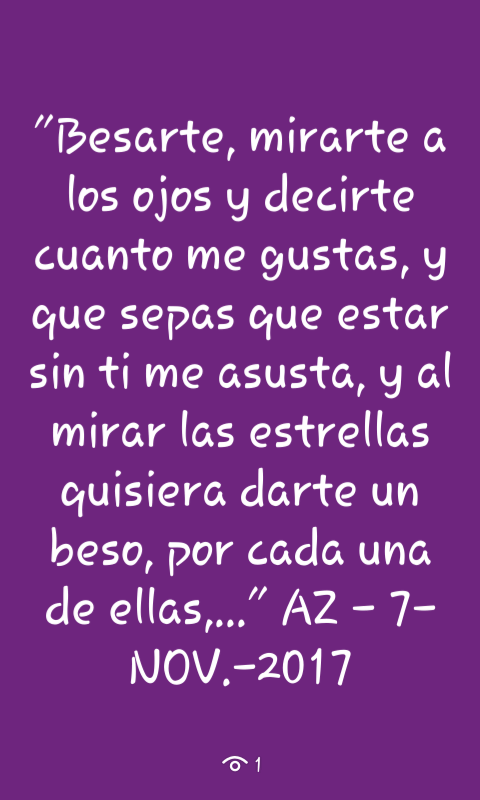 "Besarte, mirarte a
los ojos y decirte
cuanto me gustas, y
que sepas que estar
sin ti me asusta, y al
mirar las estrellas
quisiera darte un
beso, por cada una
de ellas,..." AZ - 7-
NOV.-2017
1